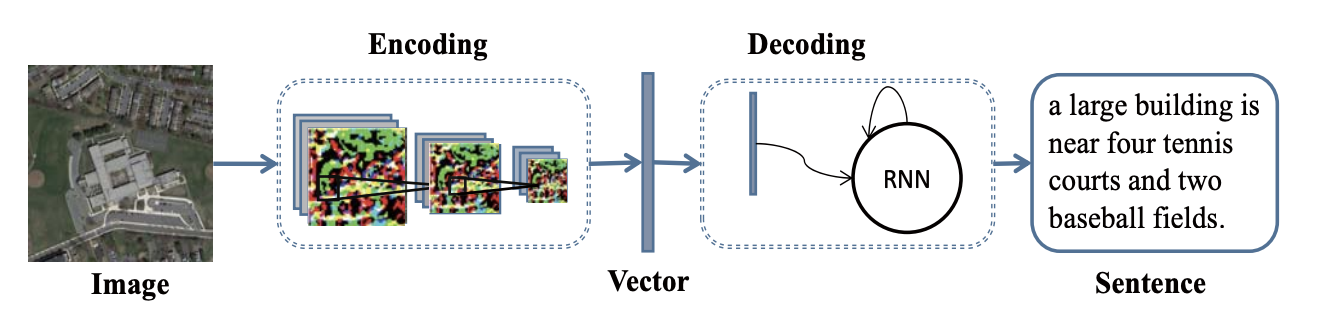 Encoding
Decoding
a large building is
near four tennis
courts and two
baseball fields.
RNN
Image
Vector
Sentence